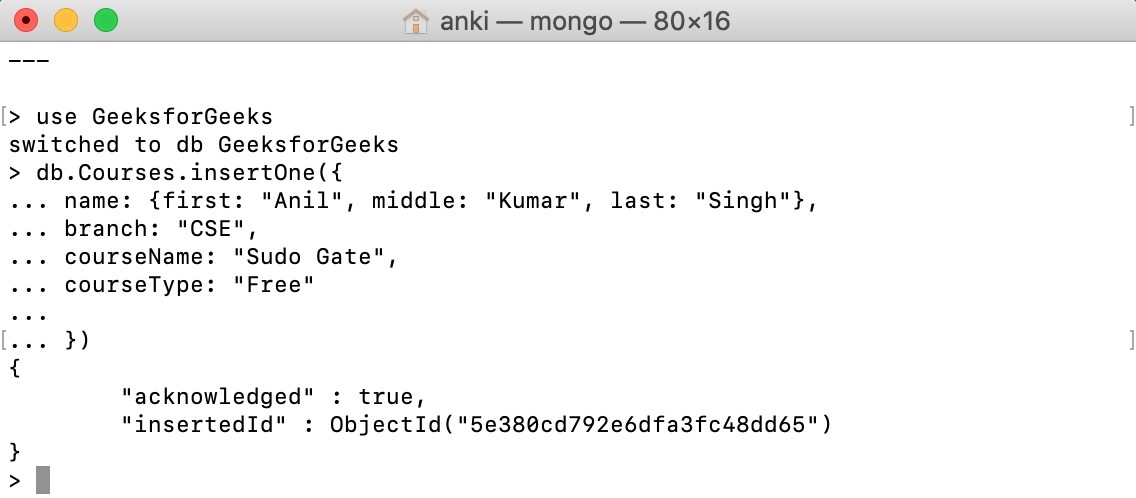 anki — mongo — 80×16
---
[> use GeeksforGeeks ]
switched to db GeeksforGeeks
> db.Courses.insertOne({
... name: {first: "Anil", middle: "Kumar", last: "Singh"},
... branch: "CSE",
... courseName: "Sudo Gate",
... courseType: "Free"
...
[... }) ]
{
        "acknowledged" : true,
        "insertedId" : ObjectId("5e380cd792e6dfa3fc48dd65")
}
>